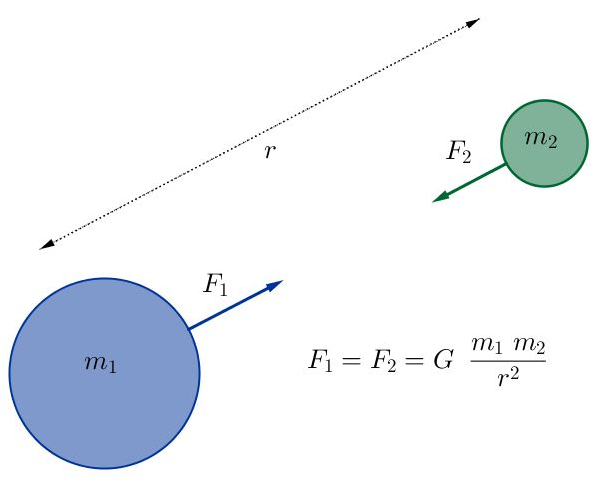 r
m₂
F₂
F₁
m₁
F₁ = F₂ = G m₁ m₂ / r²